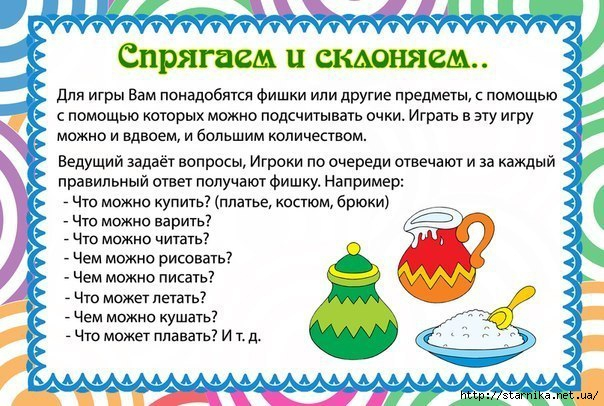 Спрягаем и склоняем..
Для игры Вам понадобятся фишки или другие предметы, с помощью
с помощью которых можно подсчитывать очки. Играть в эту игру
можно и вдвоем, и большим количеством.
Ведущий задаёт вопросы, Игроки по очереди отвечают и за каждый
правильный ответ получают фишку. Например:
- Что можно купить? (платье, костюм, брюки)
- Что можно варить?
- Что можно читать?
- Чем можно рисовать?
- Чем можно писать?
- Что может летать?
- Чем можно кушать?
- Что может плавать? И т. д.
http://starnika.net.ua/